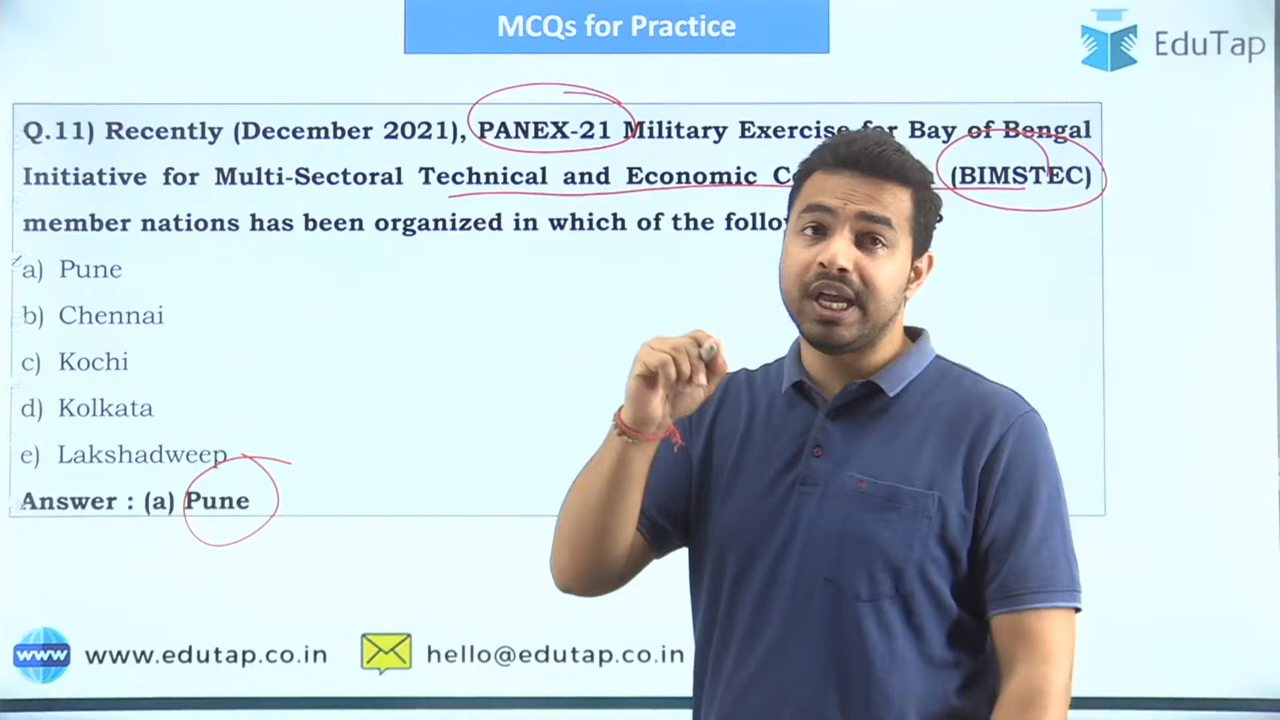 MCQs for Practice
EduTap
Q.11) Recently (December 2021), PANEX-21 Military Exercise for Bay of Bengal
Initiative for Multi-Sectoral Technical and Economic (BIMSTEC)
member nations has been organized in which of the
a) Pune
b) Chennai
c) Kochi
d) Kolkata
e) Lakshadweep
Answer : (a) Pune
www www.edutap.co.in hello@edutap.co.in